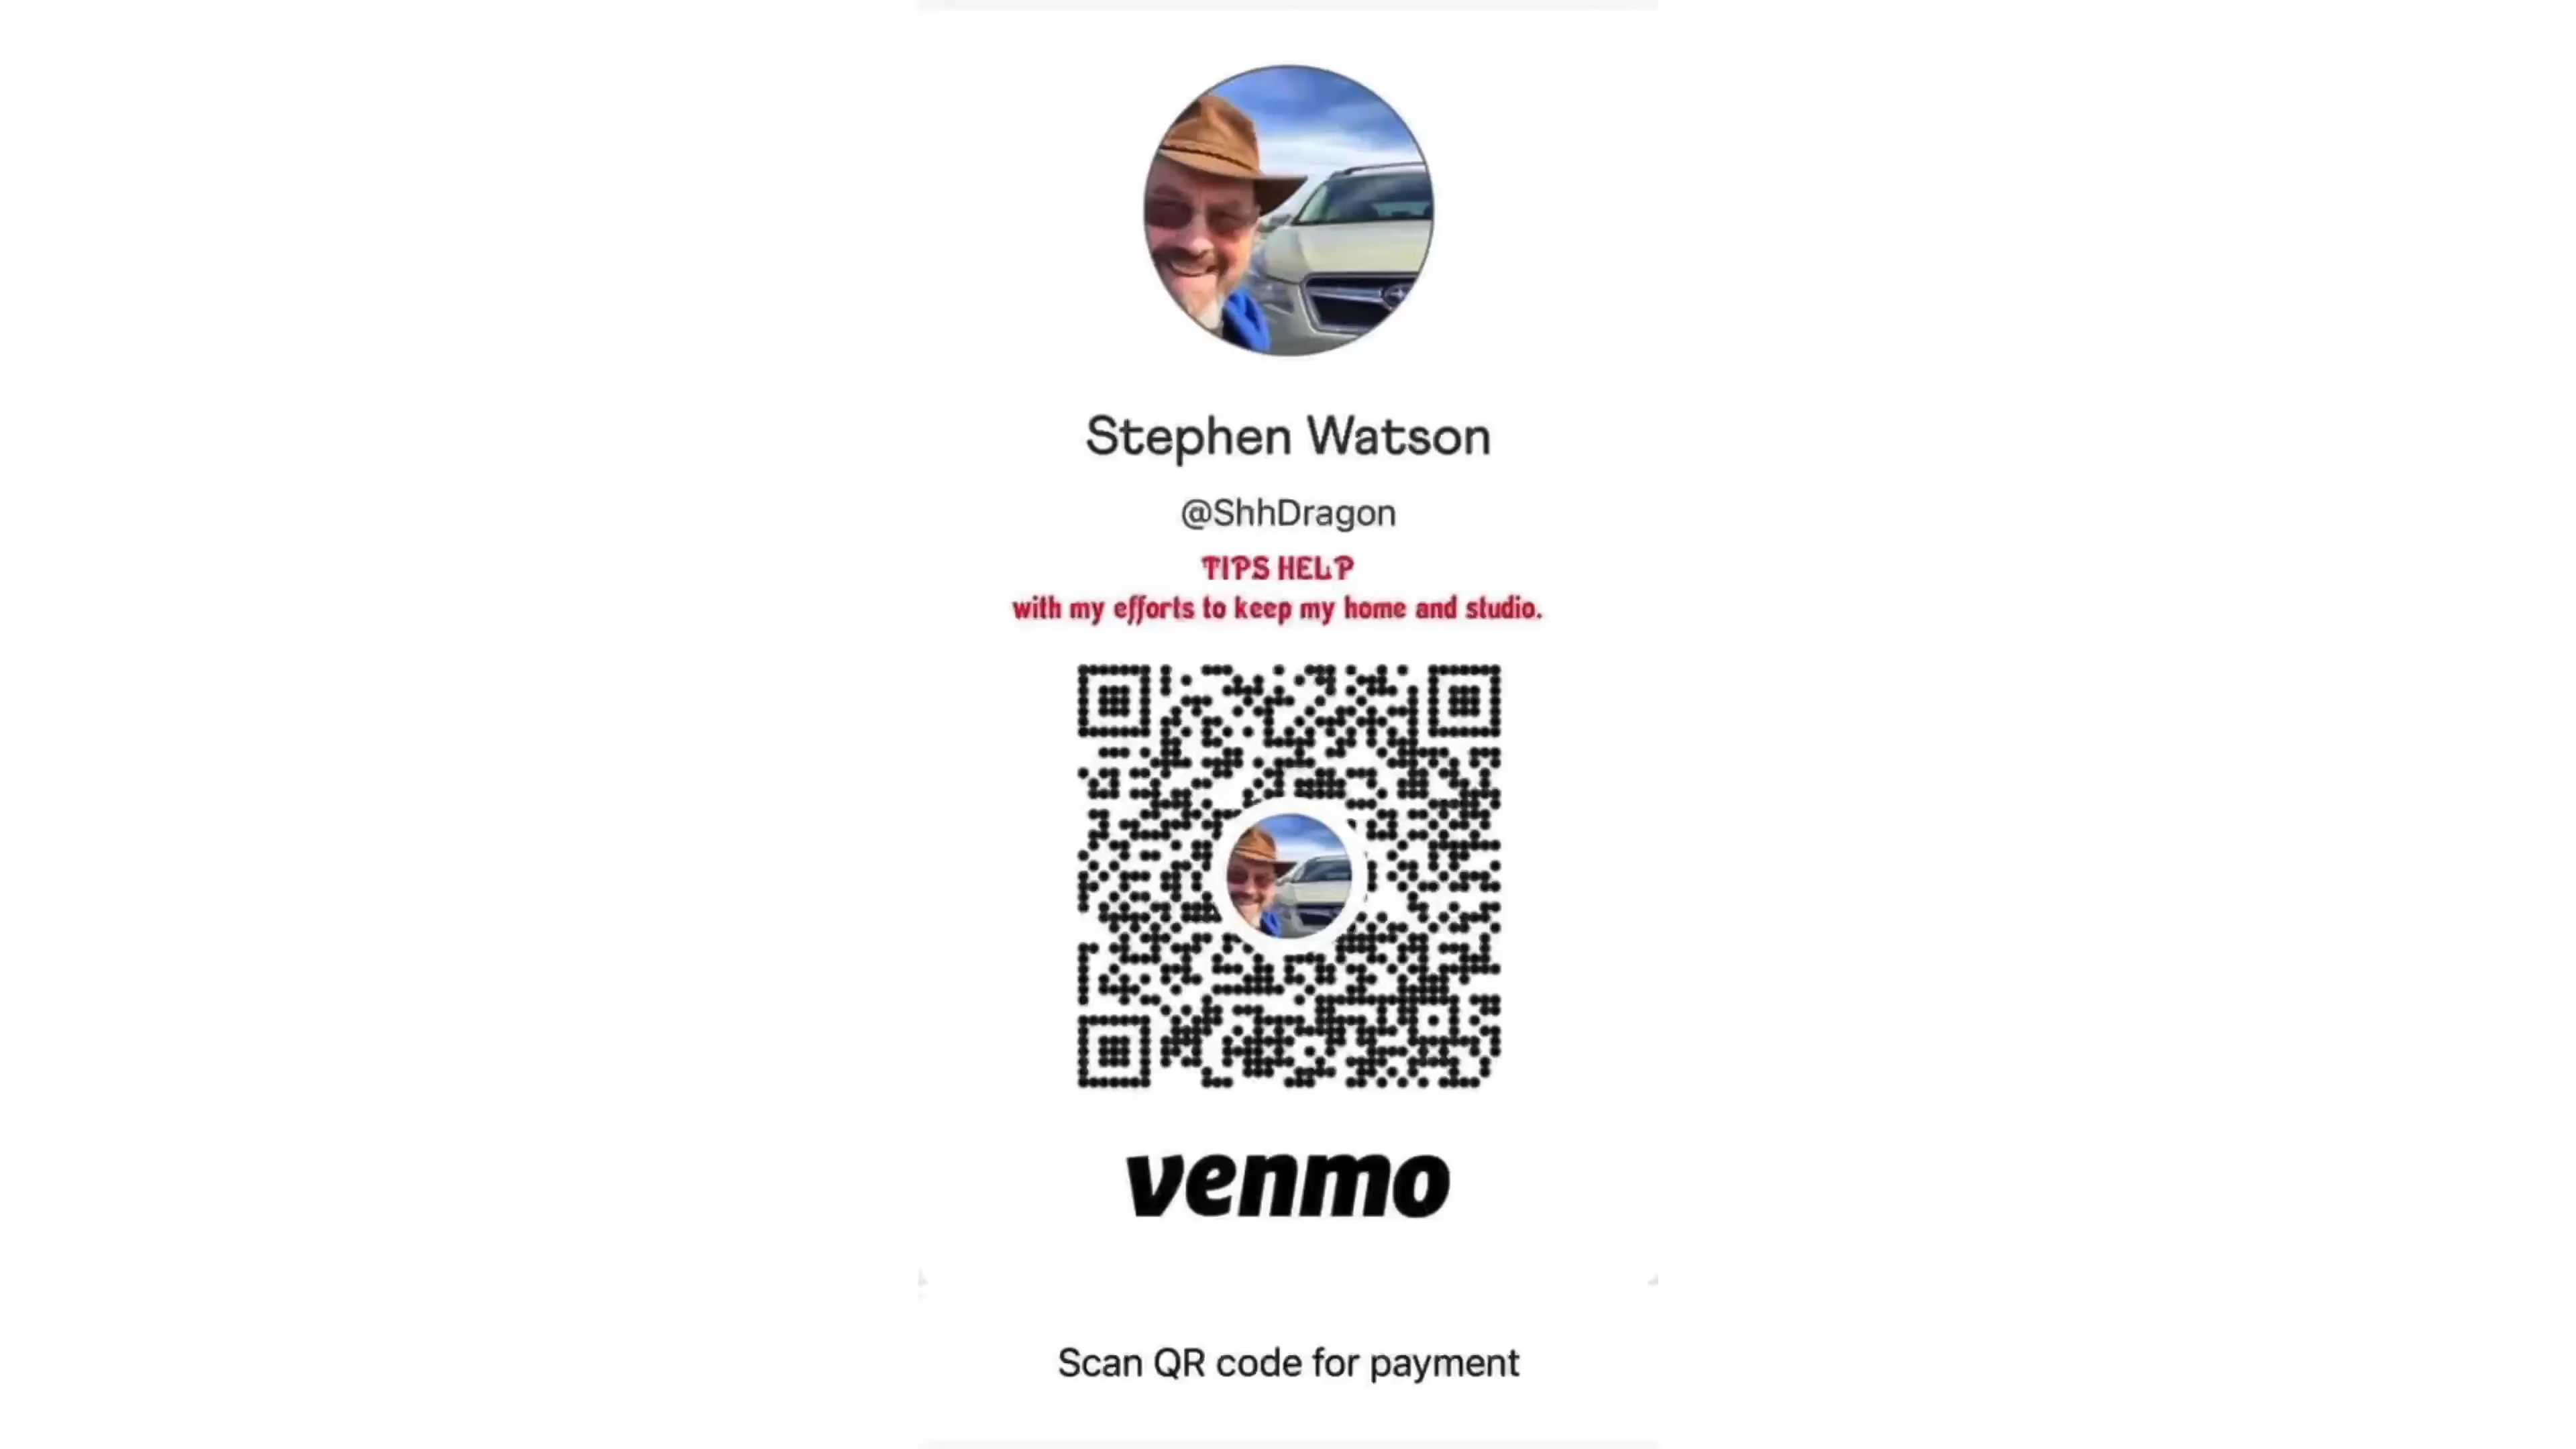 Stephen Watson
@ShhDragon
TIPS HELP
with my efforts to keep my home and studio.
venmo
Scan QR code for payment